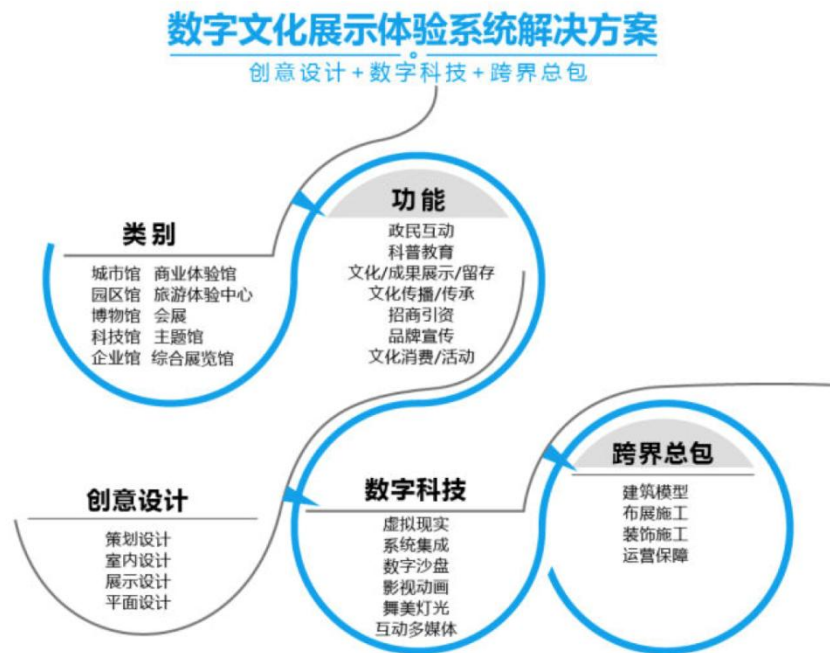 数字文化展示体验系统解决方案
创意设计+数字科技+跨界总包
类别
城市馆 商业体验馆
园区馆 旅游体验中心
博物馆 会展
科技馆 主题馆
企业馆 综合展览馆
功能
政民互动
科普教育
文化/成果展示/留存
文化传播/传承
招商引资
品牌宣传
文化消费/活动
创意设计
策划设计
室内设计
展示设计
平面设计
数字科技
虚拟现实
系统集成
数字沙盘
影视动画
舞美灯光
互动多媒体
跨界总包
建筑模型
布展施工
装饰施工
运营保障